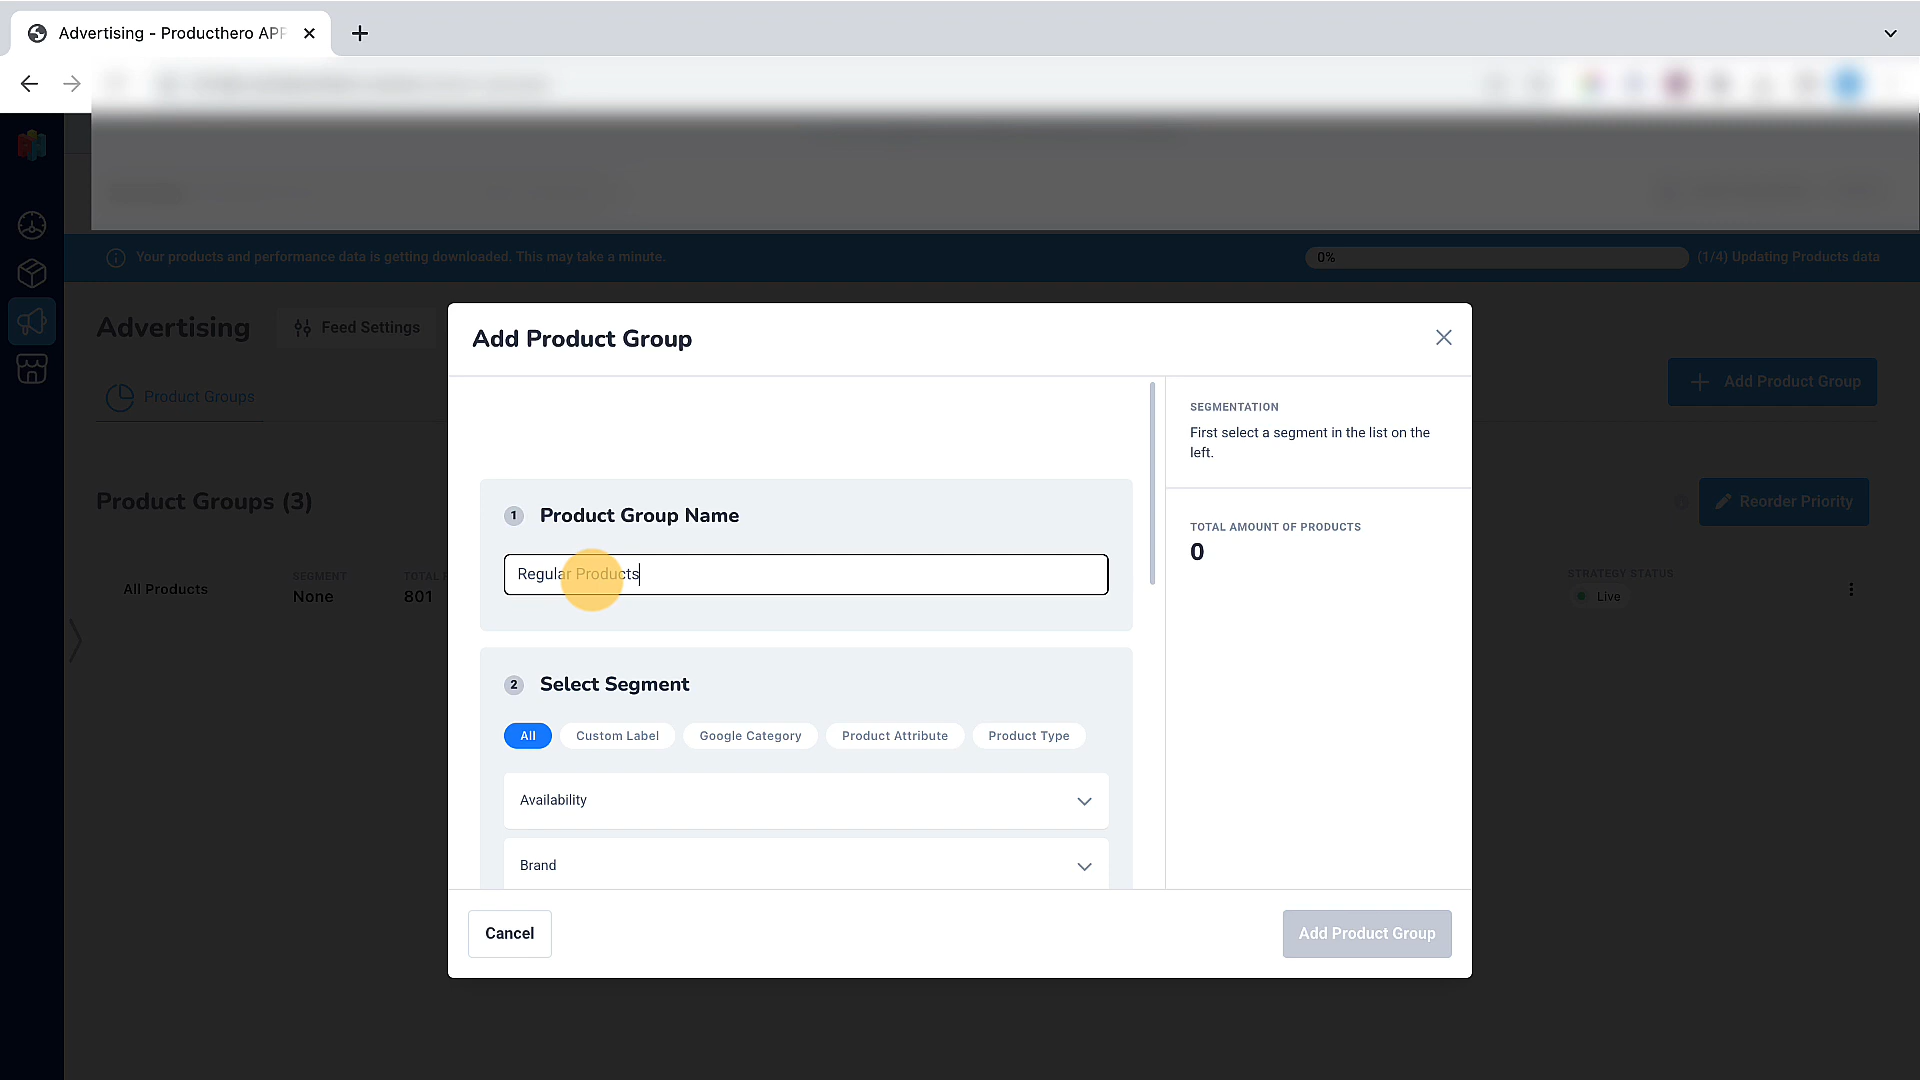 Advertising - Producthero APP
Your products and performance data is getting downloaded. This may take a minute.
0%
(1/4) Updating Products data
Advertising
Feed Settings
Product Groups
Add Product Group
Product Groups (3)
Reorder Priority
All Products
SEGMENT
None
TOTAL
801
STRATEGY STATUS
Live
Add Product Group
1
Product Group Name
Regular Products
2
Select Segment
All
Custom Label
Google Category
Product Attribute
Product Type
Availability
Brand
SEGMENTATION
First select a segment in the list on the
left.
TOTAL AMOUNT OF PRODUCTS
0
Cancel
Add Product Group